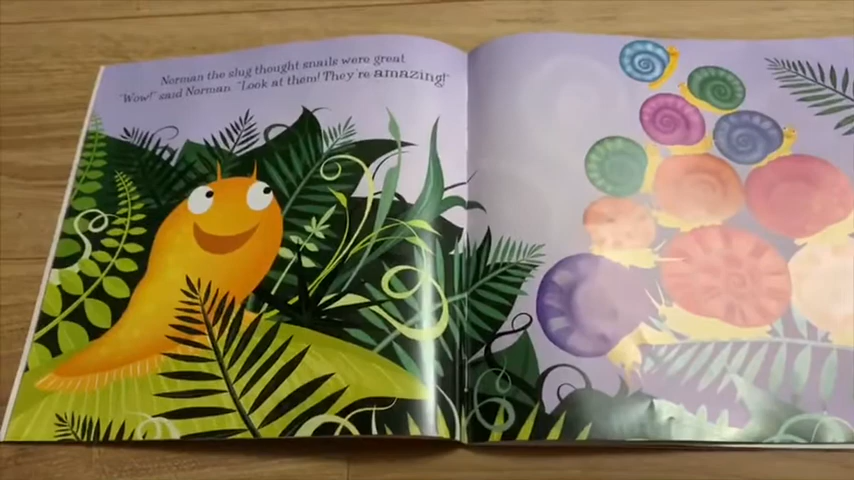 Norman the slug thought snails were great.
"Wow!" said Norman. "Look at them! They're amazing!"